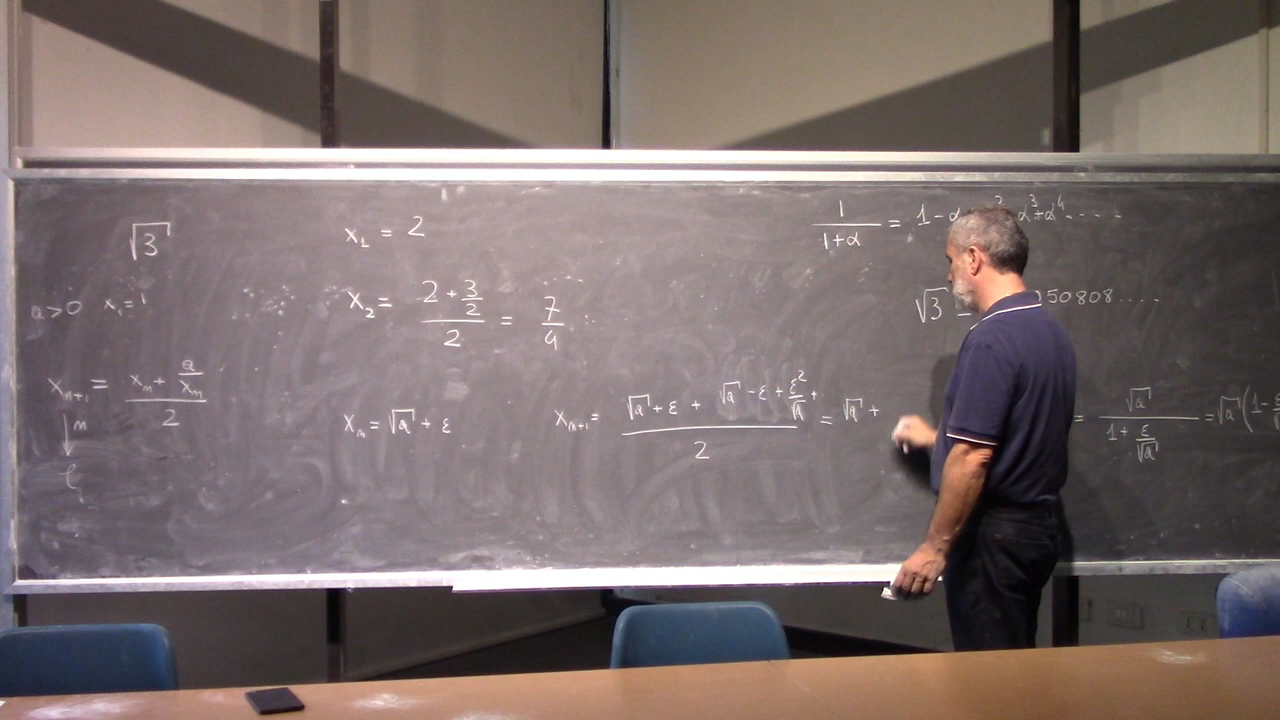 √3
a>0 x₁=1
xₙ₊₁ = (xₙ + a/xₙ)/2
↓n
ℓ
x₁ = 2
x₂ = (2 + 3/2)/2 = 7/4
xₙ = √a + ε
xₙ₊₁ = (√a + ε + √a - ε + ε²/√a +)/2 = √a +
1/(1+α) = 1 - α ² α³ + α⁴ .....
√3 = 50808....
= √a/(1 + ε/√a) = √a(1 -